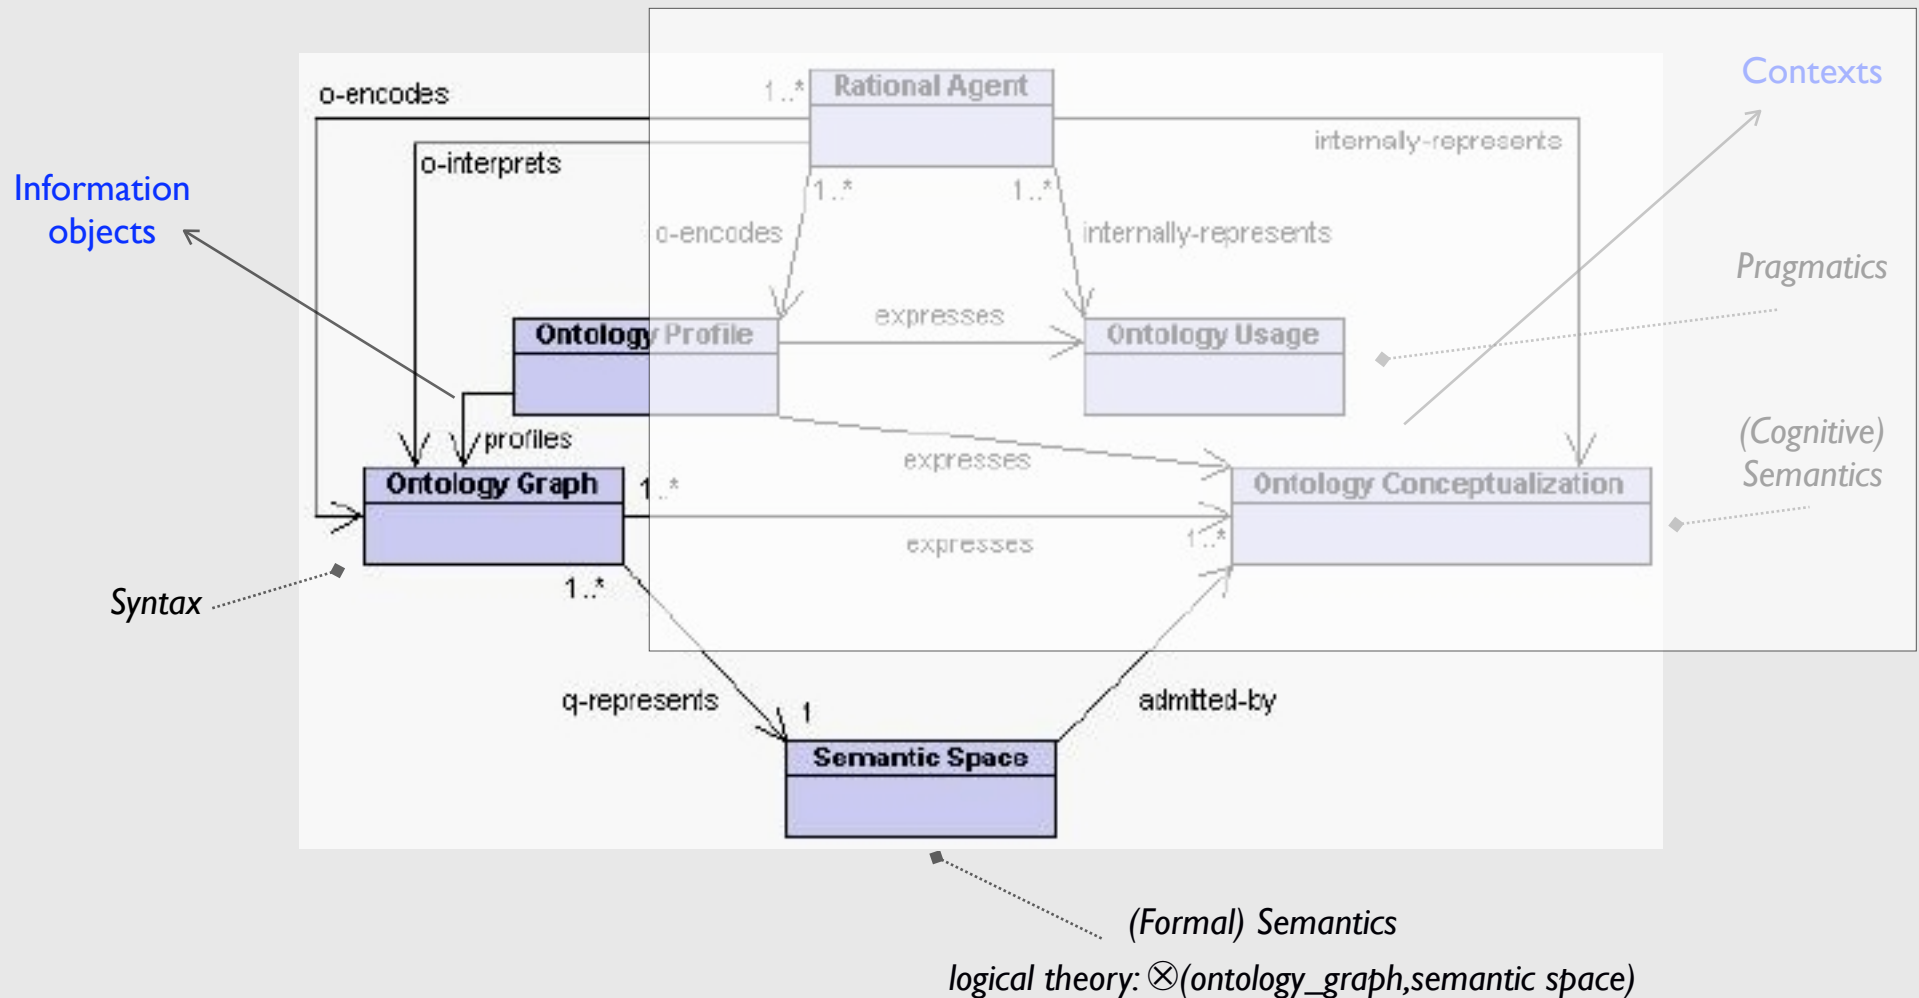 Contexts
o-encodes
1..*
Rational Agent
internally-represents
o-interprets
Information
objects
1..*
1..*
o-encodes
internally-represents
Pragmatics
expresses
Ontology Profile
Ontology Usage
profiles
expresses
(Cognitive)
Semantics
Ontology Graph
1..*
Ontology Conceptualization
expresses
1..*
Syntax
1..*
q-represents
1
admitted-by
Semantic Space
(Formal) Semantics
logical theory: ⊗(ontology_graph,semantic space)